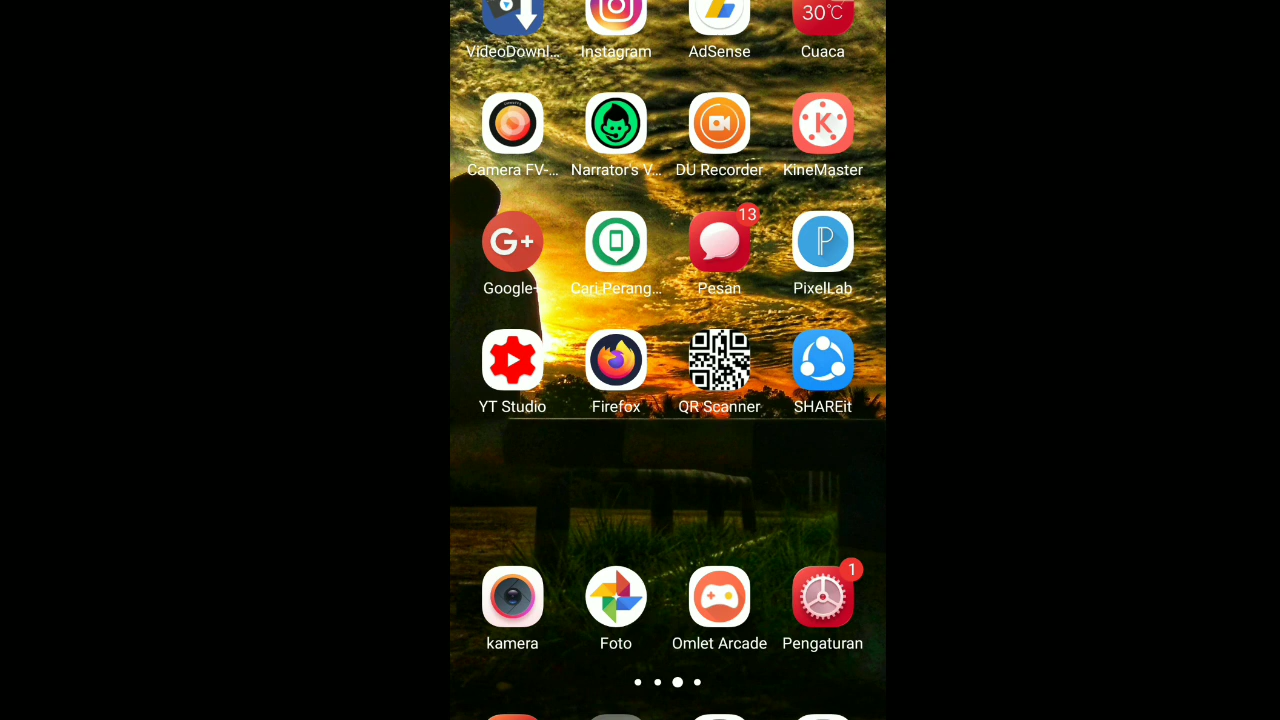 30°C
VideoDownl...
Instagram
AdSense
Cuaca
Camera FV-...
Narrator's V...
DU Recorder
KineMaster
K
G+
13
P
Google+
Cari Perang...
Pesan
PixelLab
YT Studio
Firefox
QR Scanner
SHAREit
1
kamera
Foto
Omlet Arcade
Pengaturan